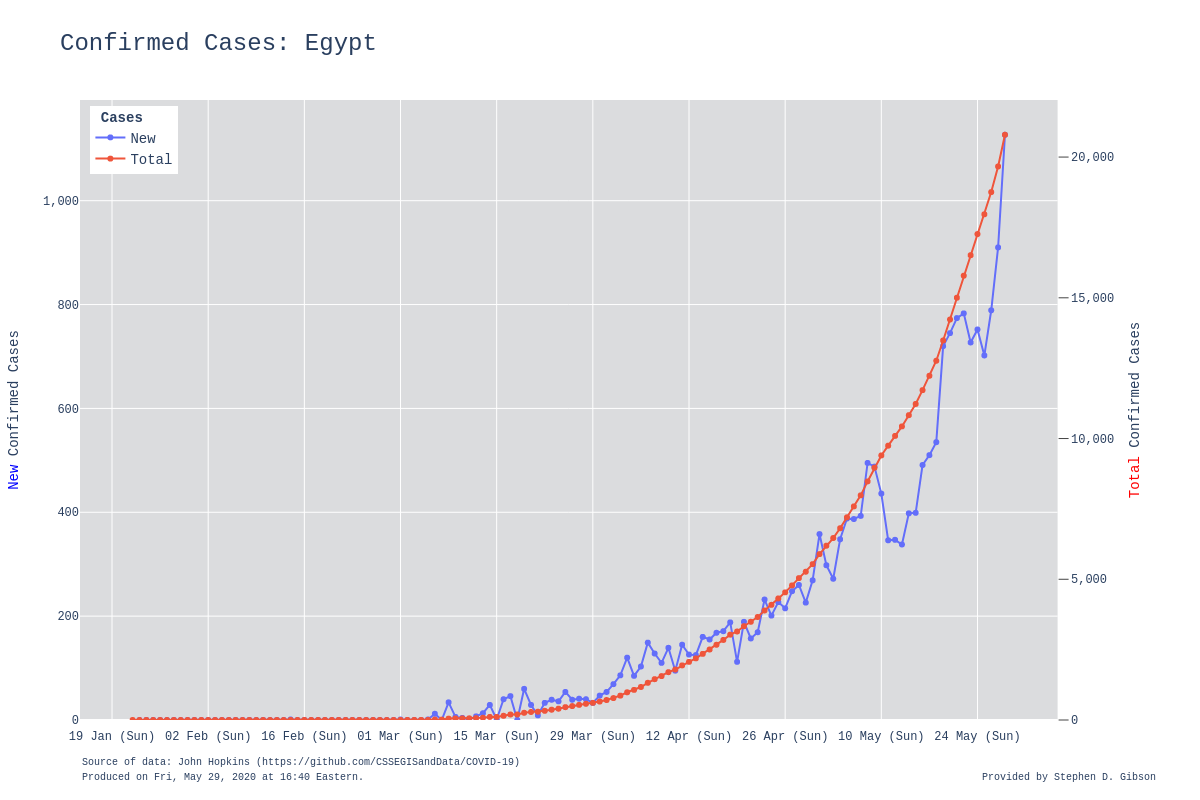 Confirmed Cases: Egypt
Cases
New
Total
1,000
800
600
400
200
0
20,000
15,000
10,000
5,000
0
New Confirmed Cases
Total Confirmed Cases
19 Jan (Sun) 02 Feb (Sun) 16 Feb (Sun) 01 Mar (Sun) 15 Mar (Sun) 29 Mar (Sun) 12 Apr (Sun) 26 Apr (Sun) 10 May (Sun) 24 May (Sun)
Source of data: John Hopkins (https://github.com/CSSEGISandData/COVID-19)
Produced on Fri, May 29, 2020 at 16:40 Eastern.
Provided by Stephen D. Gibson